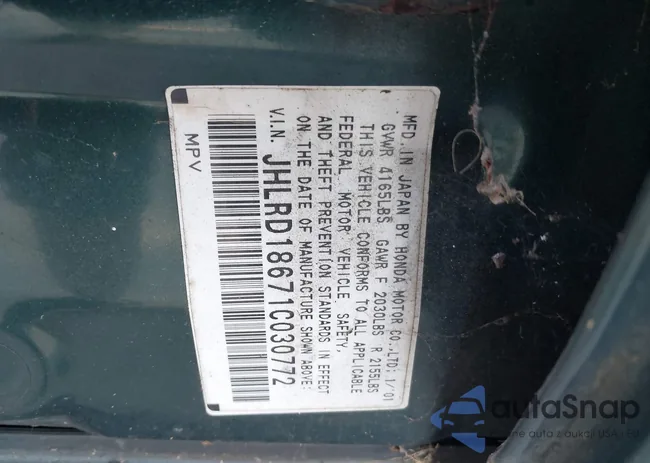 MFD. IN JAPAN BY HONDA MOTOR CO., LTD: 1/'01
GVWR 4165LBS GAWR F 2030LBS R 2155LBS
THIS VEHICLE CONFORMS TO ALL APPLICABLE
FEDERAL MOTOR VEHICLE SAFETY,
AND THEFT PREVENTION STANDARDS IN EFFECT
ON THE DATE OF MANUFACTURE SHOWN ABOVE:
V.I.N. JHLRD18671C030772
MPV
autoSnap